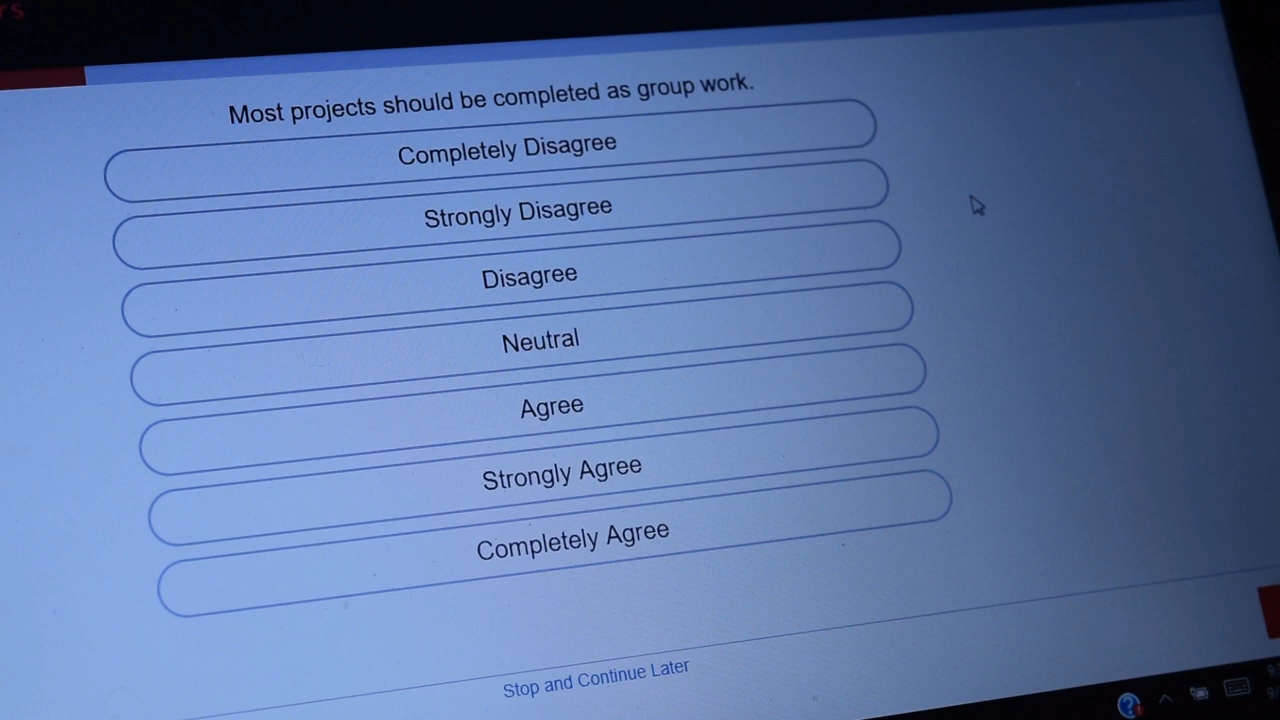 Most projects should be completed as group work.
Completely Disagree
Strongly Disagree
Disagree
Neutral
Agree
Strongly Agree
Completely Agree
Stop and Continue Later